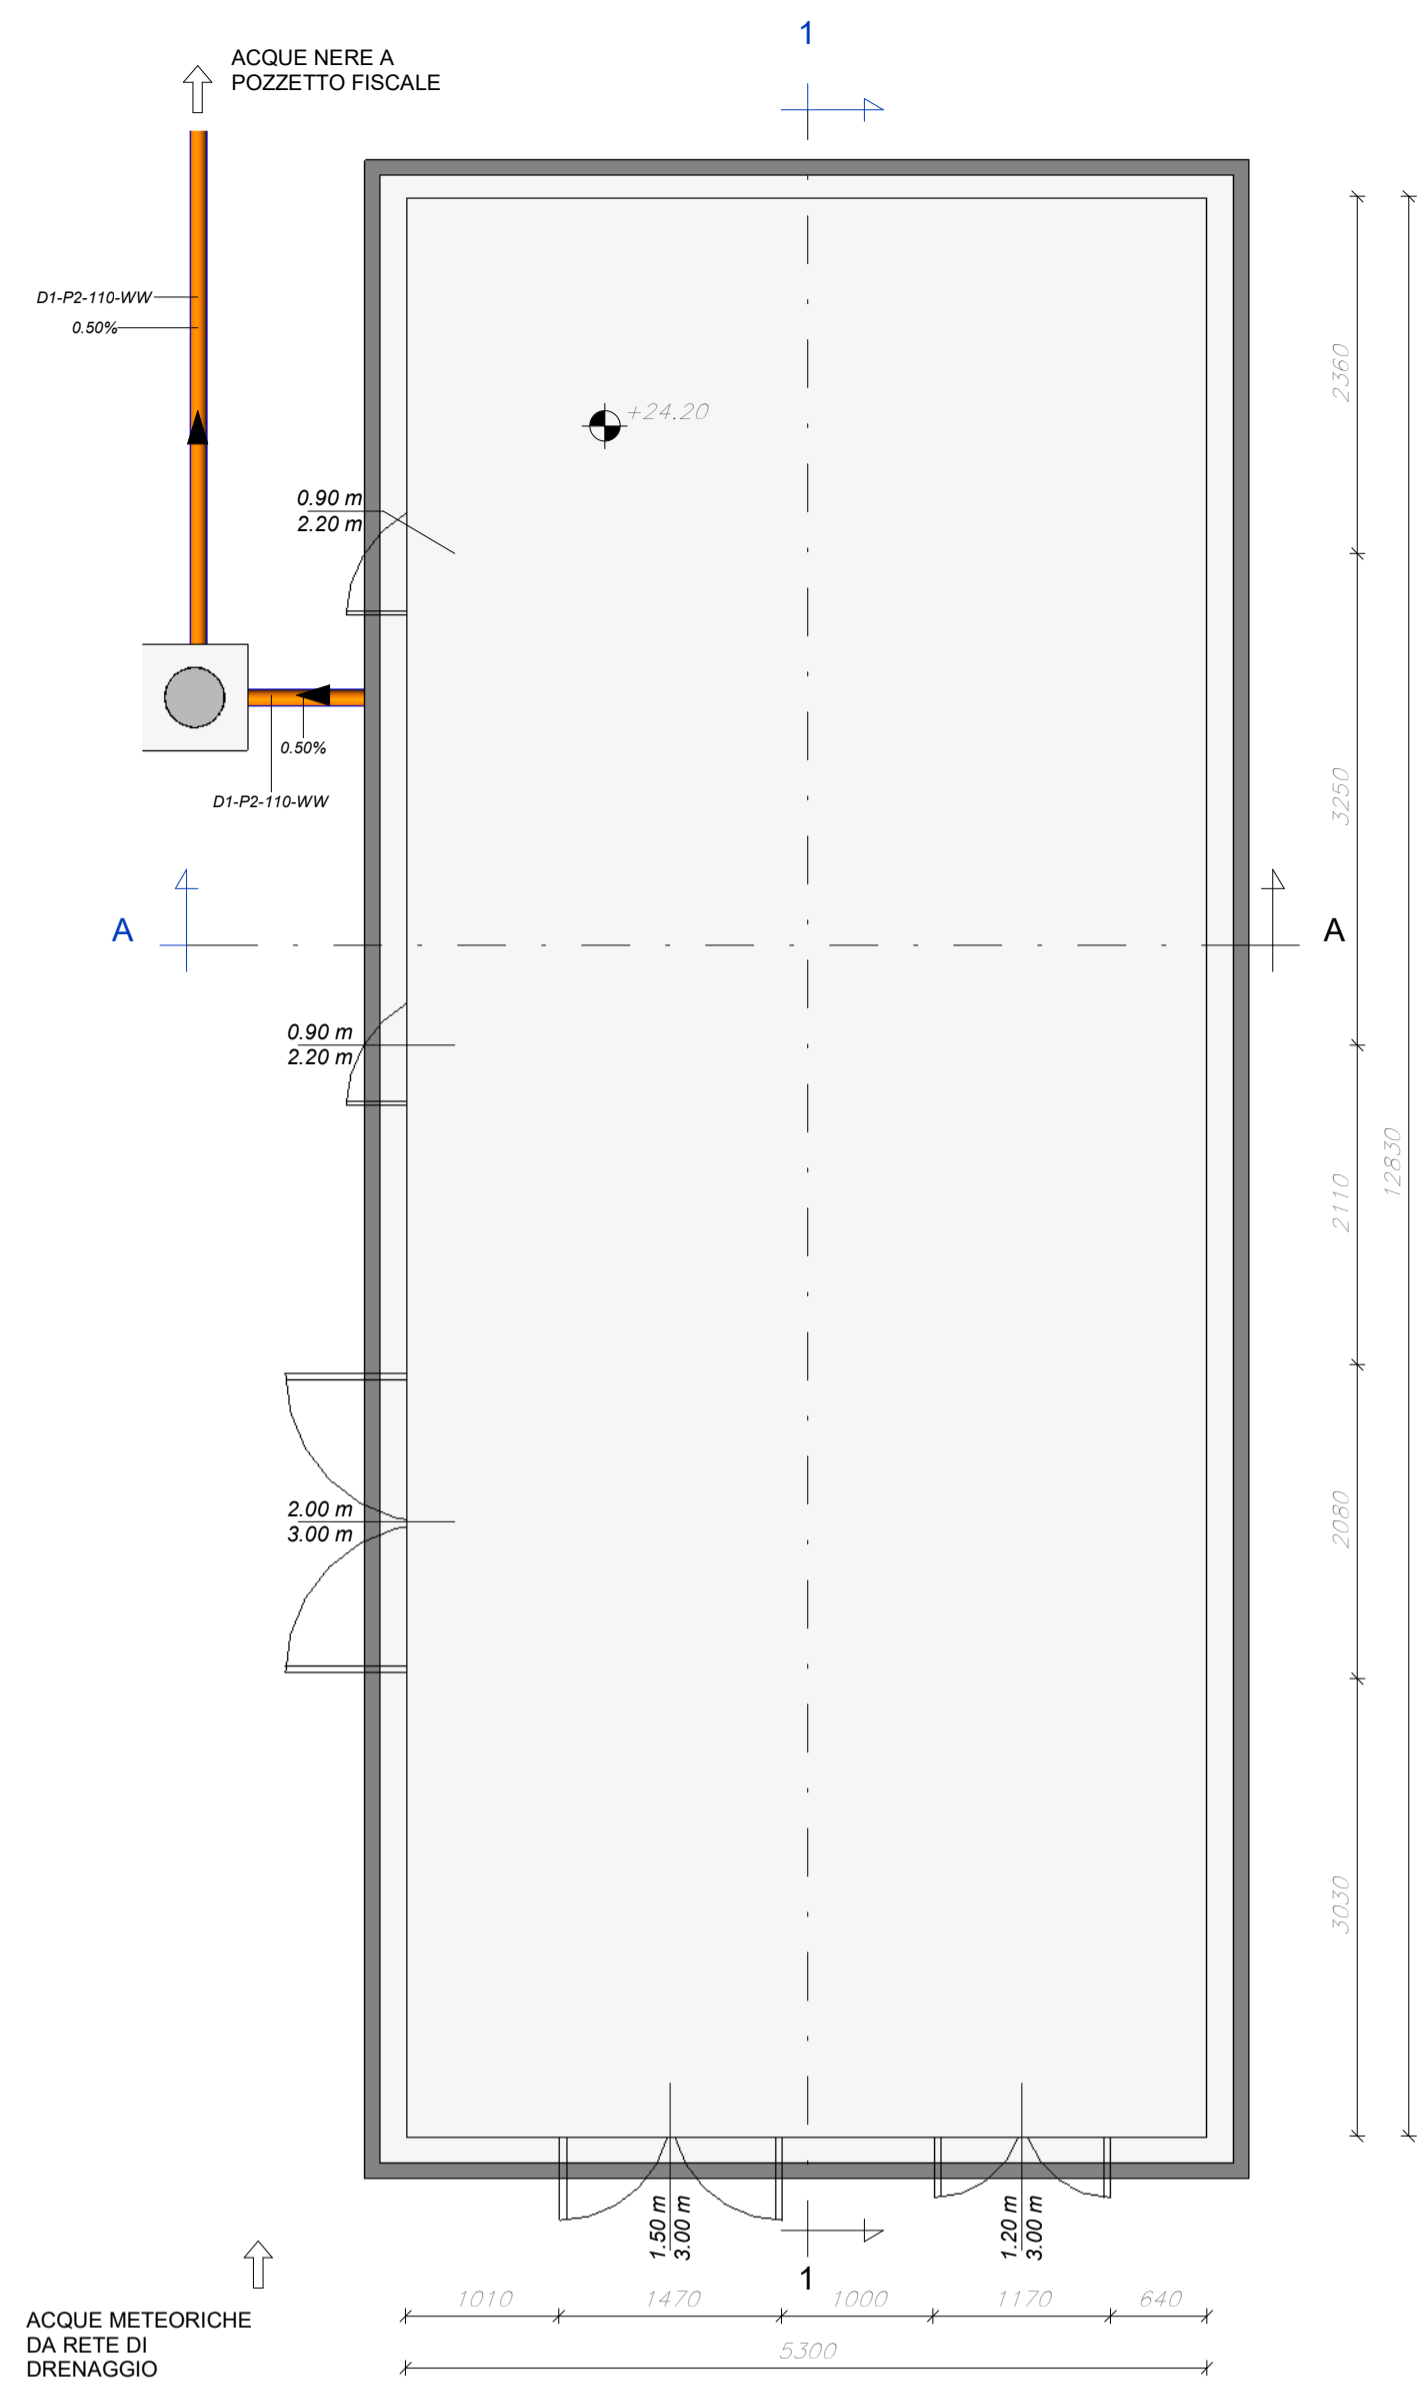 1
ACQUE NERE A
POZZETTO FISCALE
D1-P2-110-WW
0.50%
2360
+24.20
0.90 m
2.20 m
0.50%
D1-P2-110-WW
3250
A
A
0.90 m
2.20 m
2110
12830
2.00 m
3.00 m
2080
3030
1.50 m
3.00 m
1.20 m
3.00 m
1
1010
1470
1000
1170
640
5300
ACQUE METEORICHE
DA RETE DI
DRENAGGIO